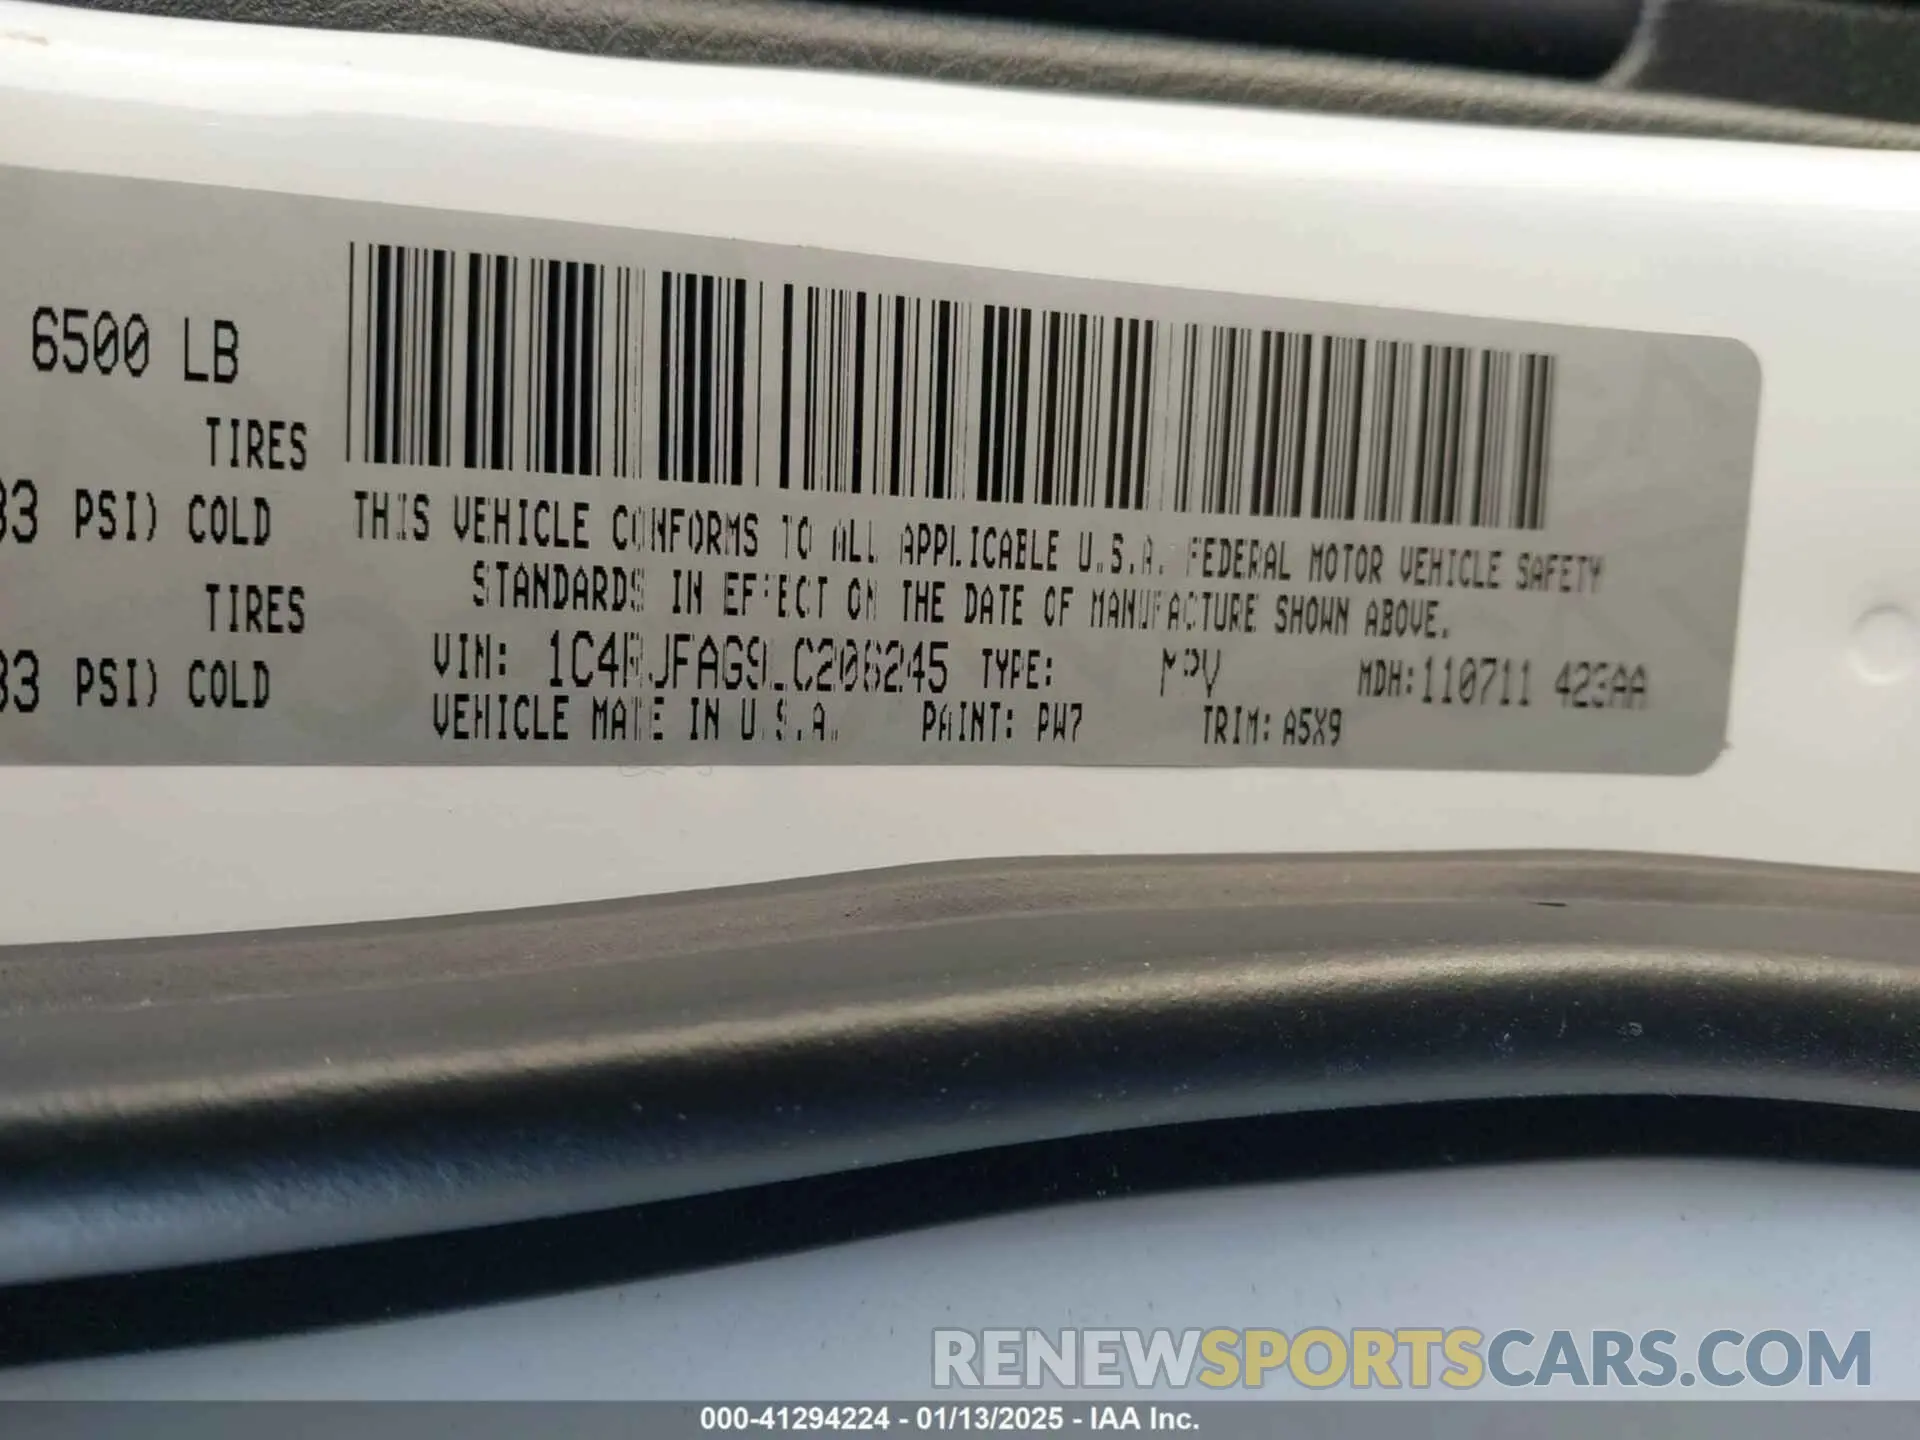 6500 LB
TIRES
33 PSI) COLD
TIRES
33 PSI) COLD
THIS VEHICLE CONFORMS TO ALL APPLICABLE U.S.A. FEDERAL MOTOR VEHICLE SAFETY
STANDARDS IN EFFECT ON THE DATE OF MANUFACTURE SHOWN ABOVE.
VIN: 1C4RJFAG9LC206245 TYPE: MPV MDH:110711 423AA
VEHICLE MADE IN U.S.A. PAINT: PW7 TRIM: A5X9
RENEWSPORTSCARS.COM
000-41294224 - 01/13/2025 - IAA Inc.